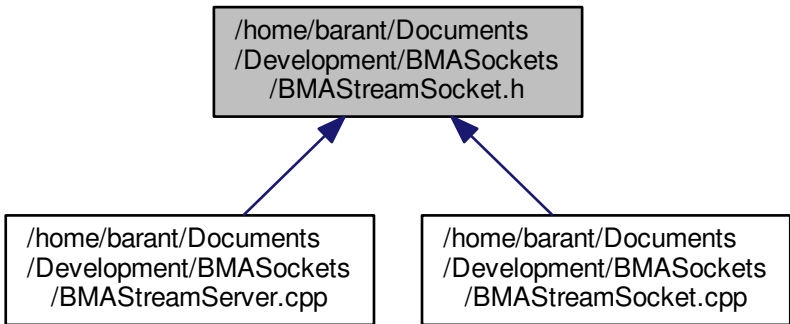 /home/barant/Documents
/Development/BMASockets
/BMAStreamSocket.h
/home/barant/Documents
/Development/BMASockets
/BMAStreamServer.cpp
/home/barant/Documents
/Development/BMASockets
/BMAStreamSocket.cpp